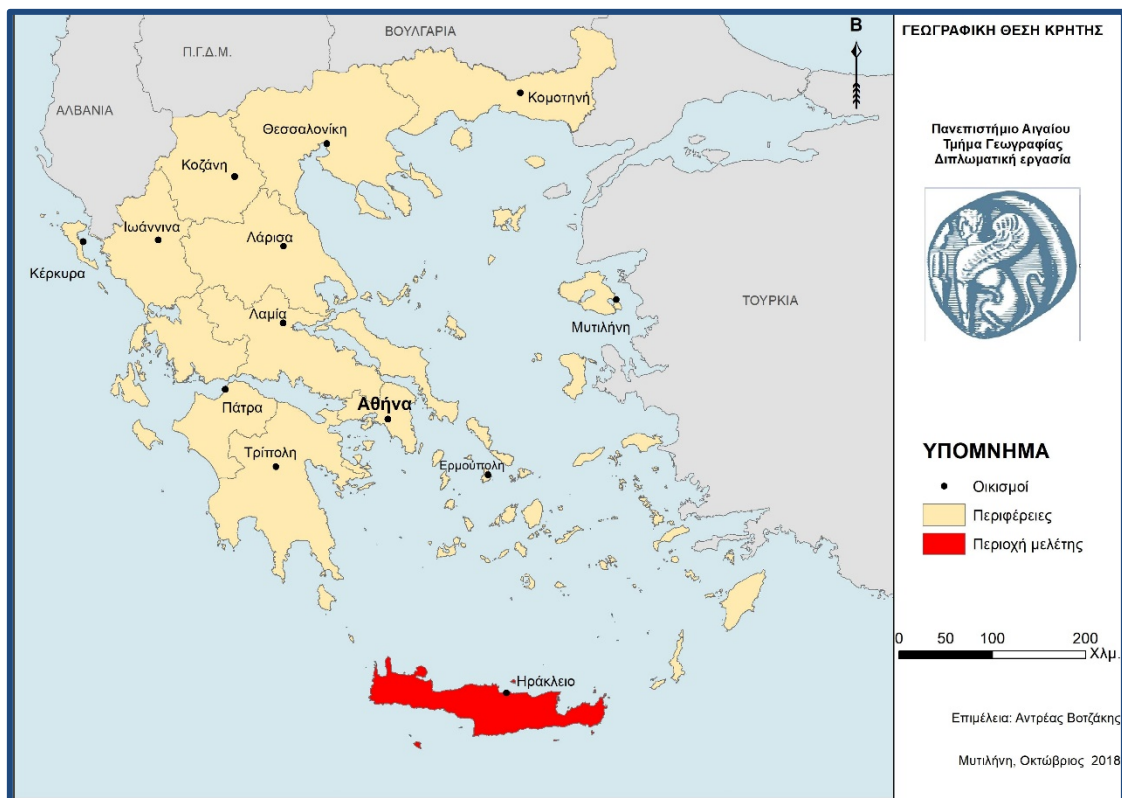 ΒΟΥΛΓΑΡΙΑ
Π.Γ.Δ.Μ.
ΑΛΒΑΝΙΑ
Β
Κομοτηνή
Θεσσαλονίκη
Κοζάνη
Ιωάννινα
Λάρισα
Κέρκυρα
ΤΟΥΡΚΙΑ
Λαμία
Μυτιλήνη
Πάτρα
Αθήνα
Τρίπολη
Ερμούπολη
Ηράκλειο
ΓΕΩΓΡΑΦΙΚΗ ΘΕΣΗ ΚΡΗΤΗΣ
Πανεπιστήμιο Αιγαίου
Τμήμα Γεωγραφίας
Διπλωματική εργασία
ΥΠΟΜΝΗΜΑ
Οικισμοί
Περιφέρειες
Περιοχή μελέτης
0 50 100 200
Χλμ.
Επιμέλεια: Αντρέας Βοτζάκης
Μυτιλήνη, Οκτώβριος 2018